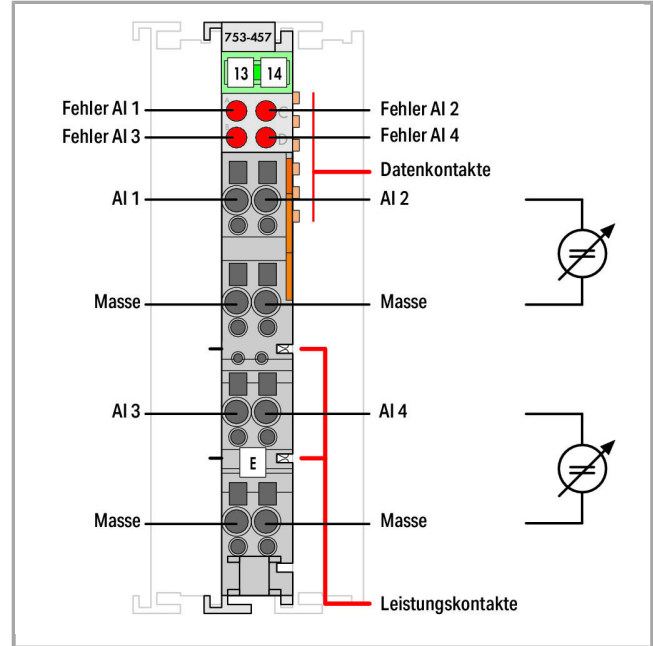 753-457
13 14
Fehler AI 1
A
C
Fehler AI 2
Fehler AI 3
D
Fehler AI 4
Datenkontakte
AI 1
AI 2
Masse
Masse
AI 3
AI 4
E
Masse
Masse
Leistungskontakte